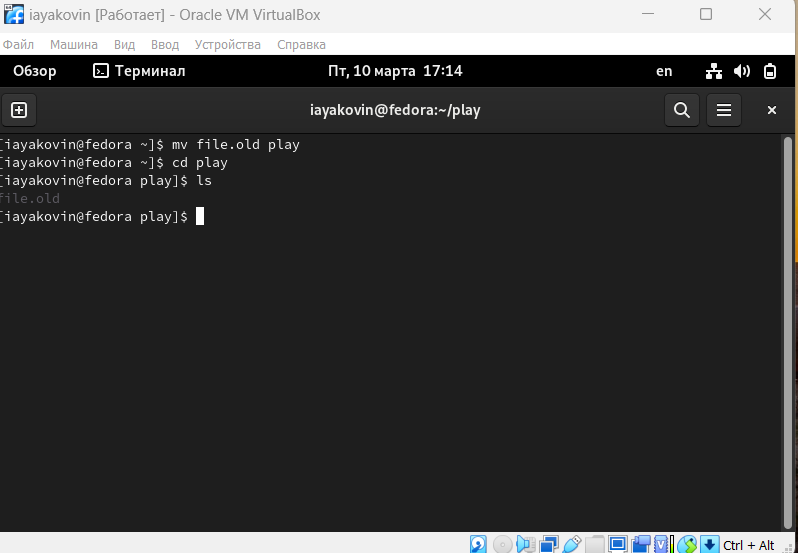 iayakovin [Работает] - Oracle VM VirtualBox
Файл Машина Вид Ввод Устройства Справка
Обзор Терминал Пт, 10 марта 17:14 en
iayakovin@fedora:~/play
[iayakovin@fedora ~]$ mv file.old play
[iayakovin@fedora ~]$ cd play
[iayakovin@fedora play]$ ls
file.old
[iayakovin@fedora play]$
Ctrl + Alt